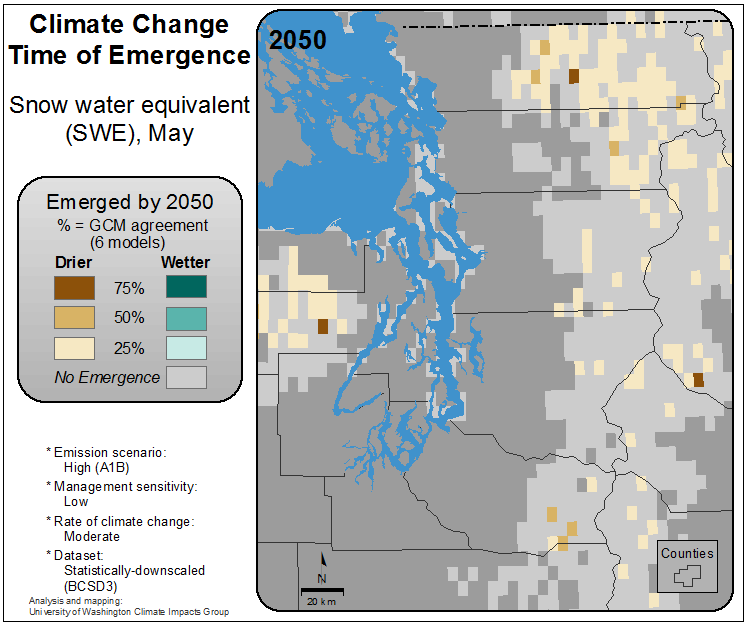 Climate Change
Time of Emergence
Snow water equivalent
(SWE), May
Emerged by 2050
% = GCM agreement
(6 models)
Drier Wetter
75%
50%
25%
No Emergence
* Emission scenario:
High (A1B)
* Management sensitivity:
Low
* Rate of climate change:
Moderate
* Dataset:
Statistically-downscaled
(BCSD3)
Analysis and mapping:
University of Washington Climate Impacts Group
2050
N
20 km
Counties